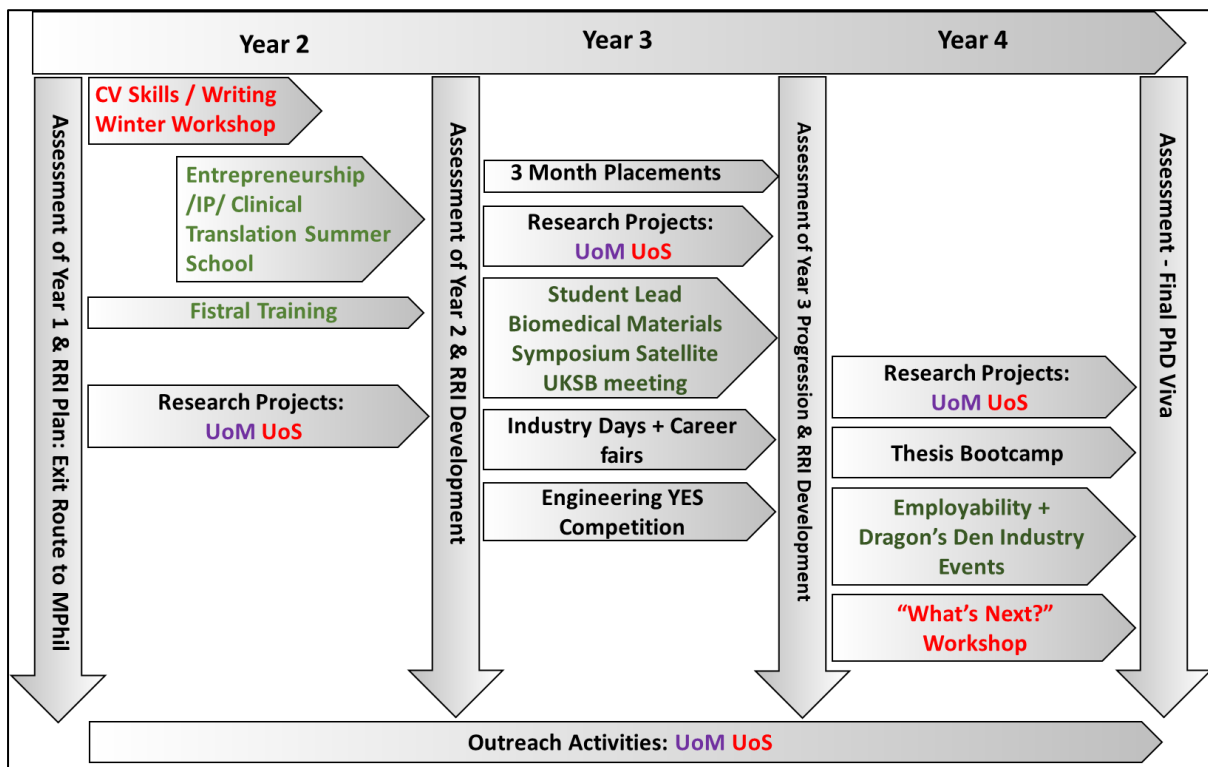 Year 2
Year 3
Year 4
Assessment of Year 1 & RRI Plan: Exit Route to MPhil
CV Skills / Writing
Winter Workshop
Entrepreneurship
/IP/ Clinical
Translation Summer
School
Fistral Training
Research Projects:
UoM UoS
Assessment of Year 2 & RRI Development
3 Month Placements
Research Projects:
UoM UoS
Student Lead
Biomedical Materials
Symposium Satellite
UKSB meeting
Industry Days + Career
fairs
Engineering YES
Competition
Assessment of Year 3 Progression & RRI Development
Research Projects:
UoM UoS
Thesis Bootcamp
Employability +
Dragon’s Den Industry
Events
“What’s Next?”
Workshop
Assessment - Final PhD Viva
Outreach Activities: UoM UoS